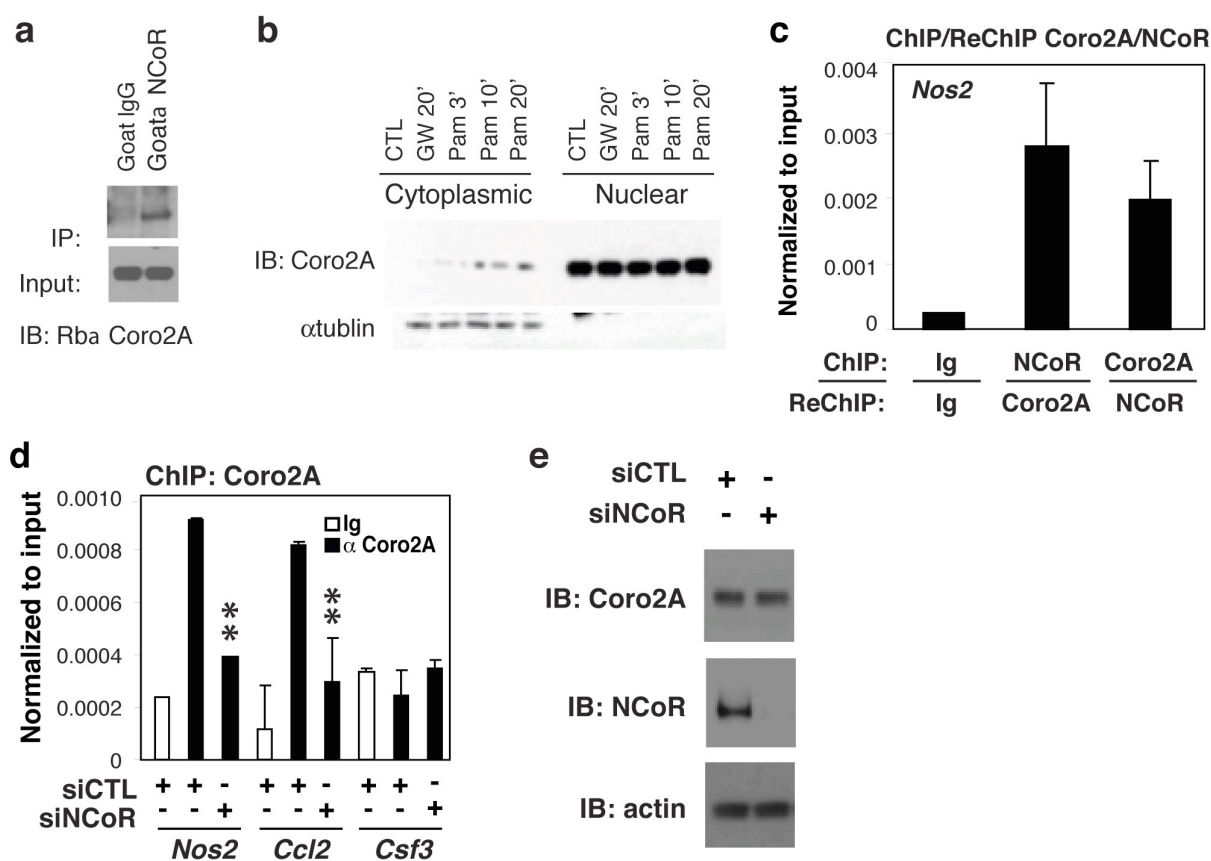 a
Goat IgG
Goata NCoR
IP:
Input:
IB: Rba Coro2A
b
CTL
GW 20’
Pam 3’
Pam 10’
Pam 20’
CTL
GW 20’
Pam 3’
Pam 10’
Pam 20’
Cytoplasmic Nuclear
IB: Coro2A
αtublin
c
ChIP/ReChIP Coro2A/NCoR
Normalized to input
0.004
0.003
0.002
0.001
0
Nos2
ChIP: Ig NCoR Coro2A
ReChIP: Ig Coro2A NCoR
d
ChIP: Coro2A
Normalized to input
0.0010
0.0008
0.0006
0.0004
0.0002
0
Ig
α Coro2A
**
**
siCTL + + - + + - + + -
siNCoR - - + - - + - - +
Nos2 Ccl2 Csf3
e
siCTL + -
siNCoR - +
IB: Coro2A
IB: NCoR
IB: actin